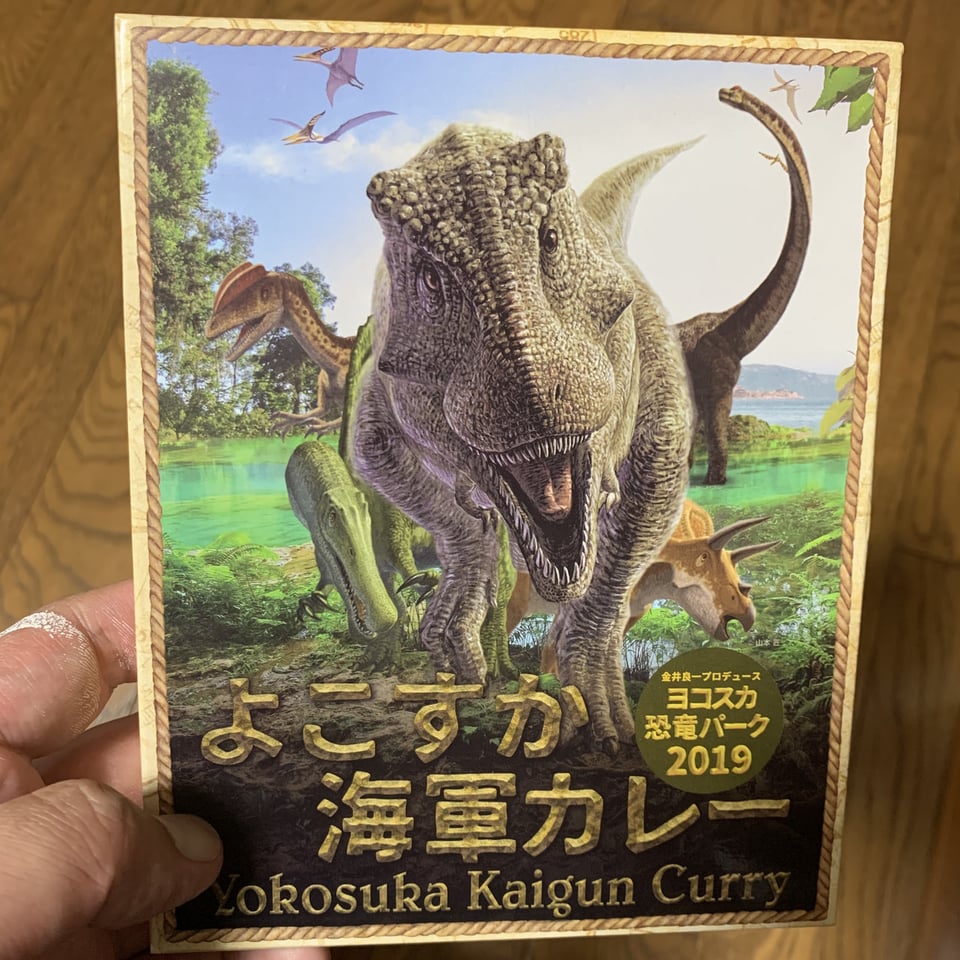 よこすか
海軍カレー
Yokosuka Kaigun Curry
金井良一プロデュース
ヨコスカ
恐竜パーク
2019